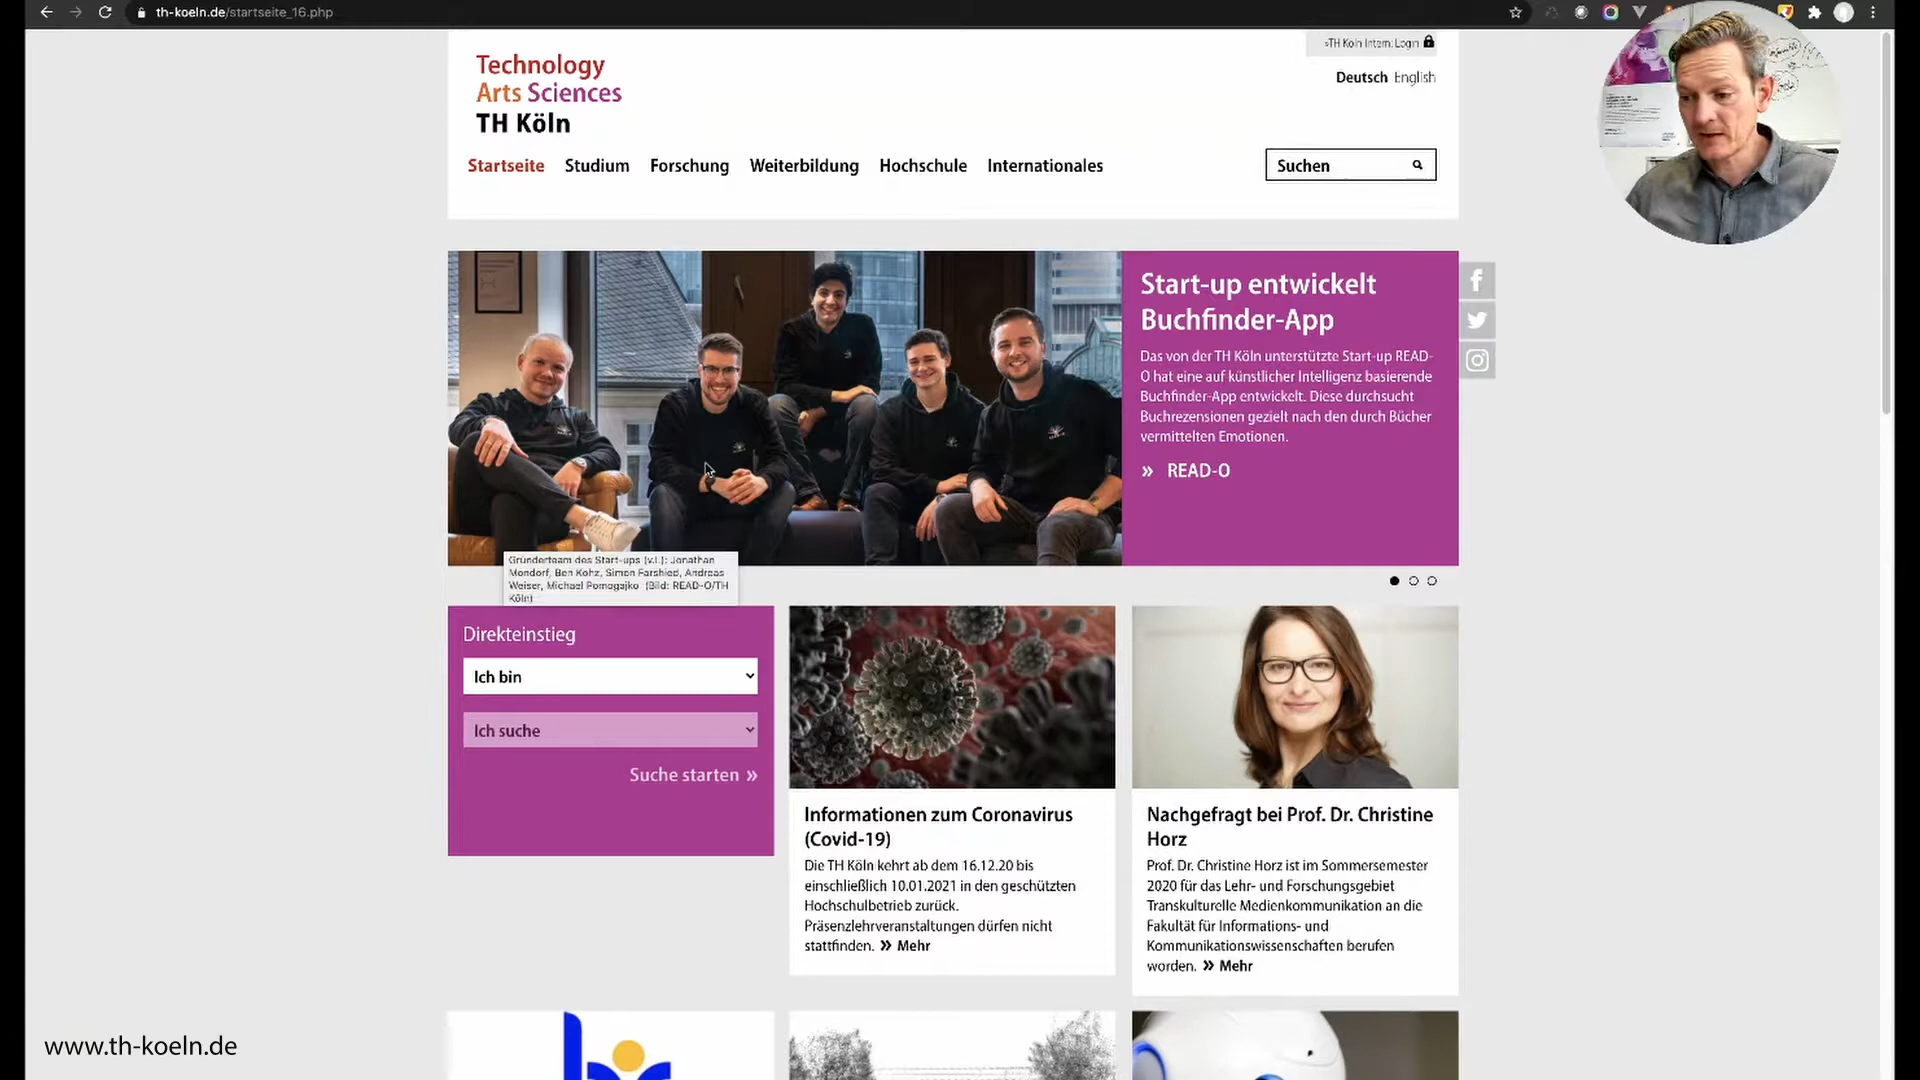 th-koeln.de/startseite_16.php
»TH Köln Intern: Login
Deutsch English
Technology
Arts Sciences
TH Köln
Startseite Studium Forschung Weiterbildung Hochschule Internationales
Suchen
Start-up entwickelt
Buchfinder-App
Das von der TH Köln unterstützte Start-up READ-
O hat eine auf künstlicher Intelligenz basierende
Buchfinder-App entwickelt. Diese durchsucht
Buchrezensionen gezielt nach den durch Bücher
vermittelten Emotionen.
» READ-O
Gründerteam des Start-ups (v.l.): Jonathan
Mondorf, Ben Kohz, Simon Farshied, Andreas
Weiser, Michael Pomogajko (Bild: READ-O/TH
Köln)
Direkteinstieg
Ich bin
Ich suche
Suche starten »
Informationen zum Coronavirus
(Covid-19)
Die TH Köln kehrt ab dem 16.12.20 bis
einschließlich 10.01.2021 in den geschützten
Hochschulbetrieb zurück.
Präsenzlehrveranstaltungen dürfen nicht
stattfinden. » Mehr
Nachgefragt bei Prof. Dr. Christine
Horz
Prof. Dr. Christine Horz ist im Sommersemester
2020 für das Lehr- und Forschungsgebiet
Transkulturelle Medienkommunikation an die
Fakultät für Informations- und
Kommunikationswissenschaften berufen
worden. » Mehr
www.th-koeln.de